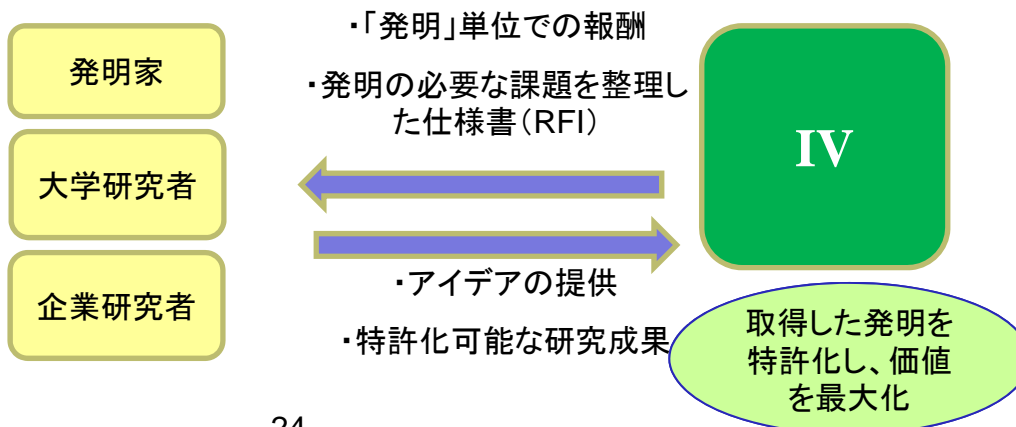 発明家
大学研究者
企業研究者
・「発明」単位での報酬
・発明の必要な課題を整理し
た仕様書（RFI）
・アイデアの提供
・特許化可能な研究成果
IV
取得した発明を
特許化し、価値
を最大化